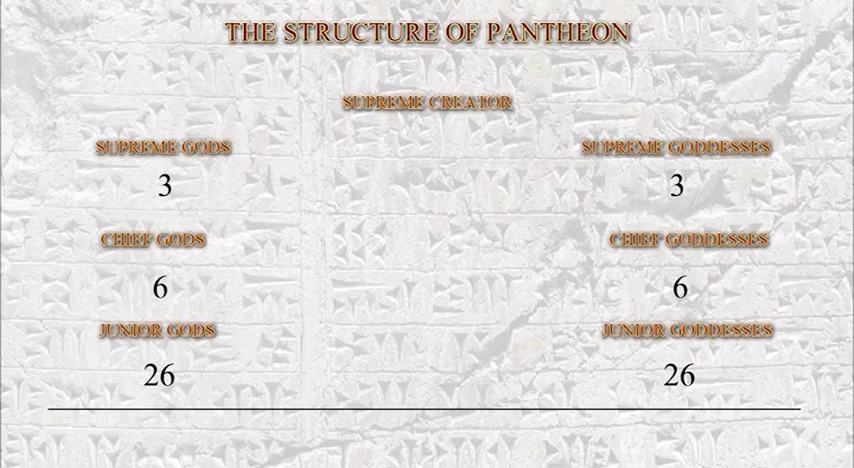 THE STRUCTURE OF PANTHEON
SUPREME CREATOR
SUPREME GODS SUPREME GODDESSES
3 3
CHIEF GODS CHIEF GODDESSES
6 6
JUNIOR GODS JUNIOR GODDESSES
26 26